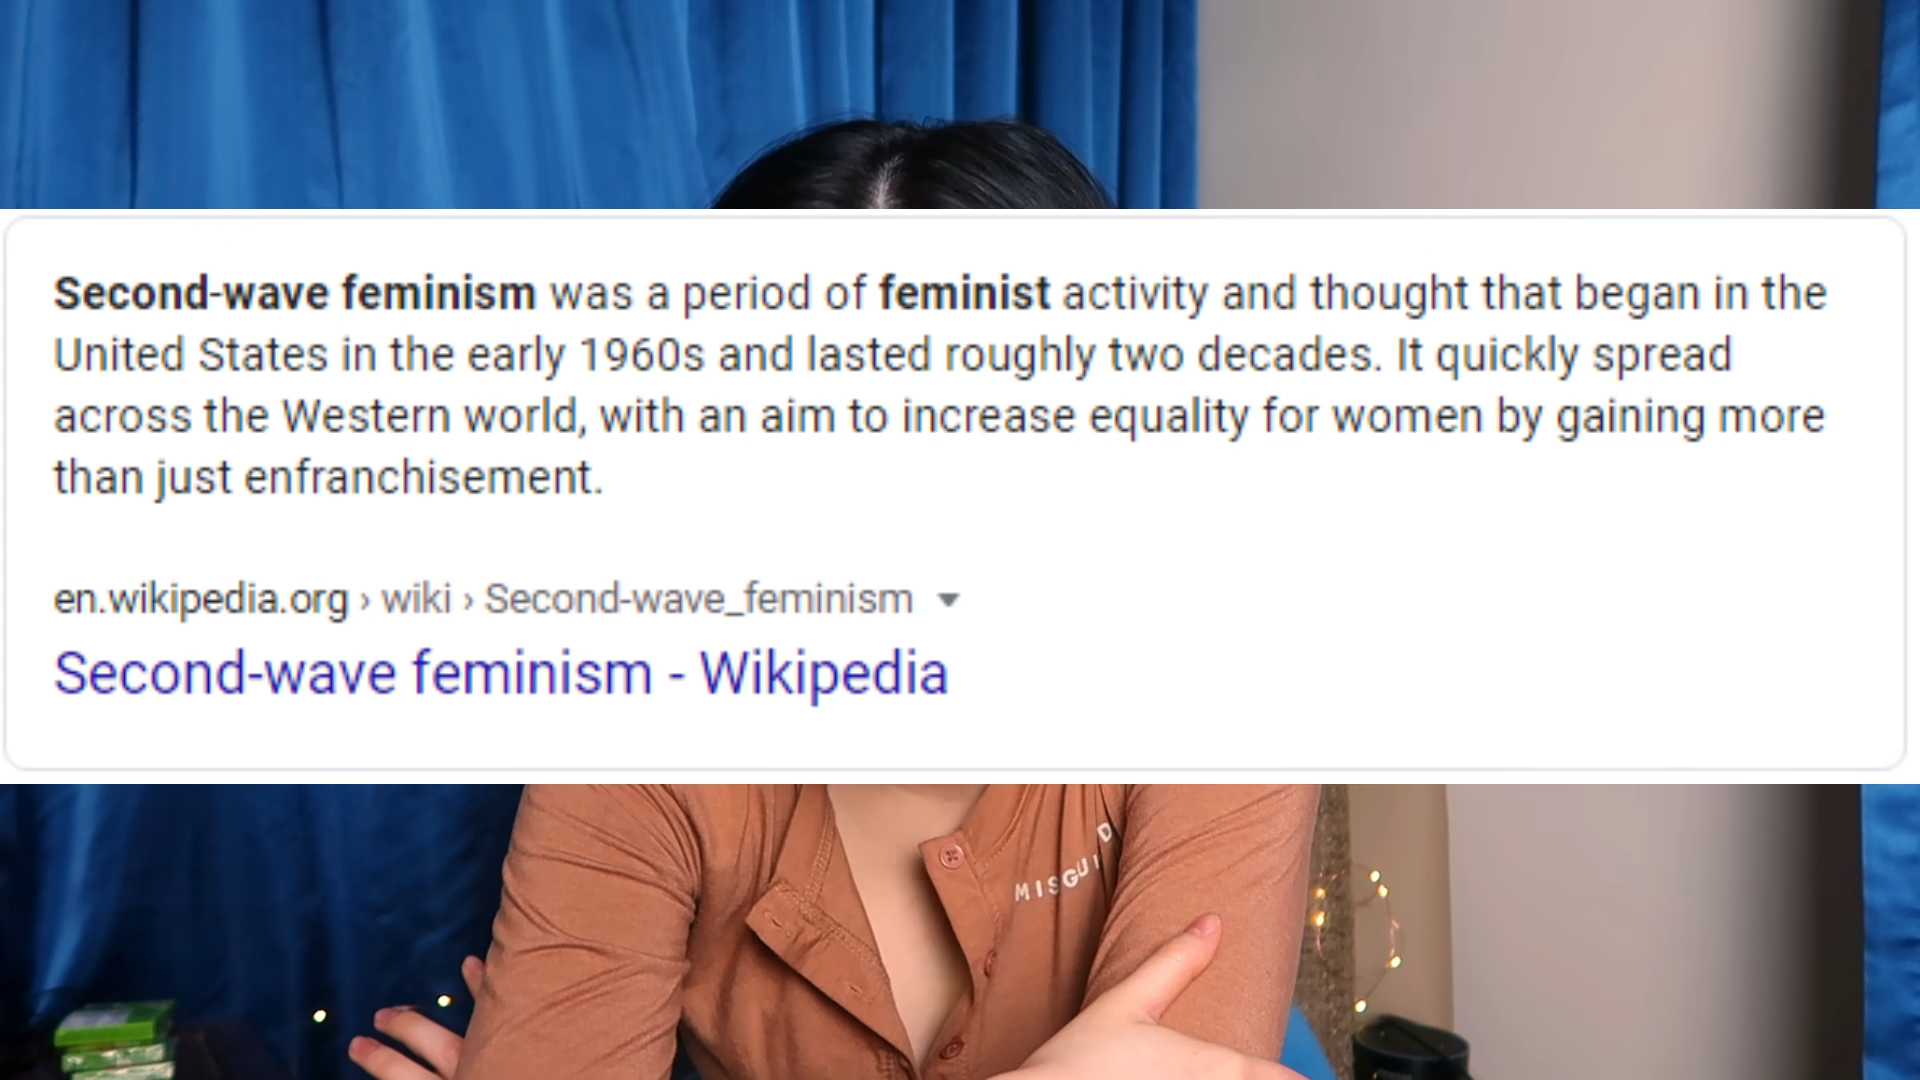 Second-wave feminism was a period of feminist activity and thought that began in the
United States in the early 1960s and lasted roughly two decades. It quickly spread
across the Western world, with an aim to increase equality for women by gaining more
than just enfranchisement.
en.wikipedia.org › wiki › Second-wave_feminism
Second-wave feminism - Wikipedia
MISGUID